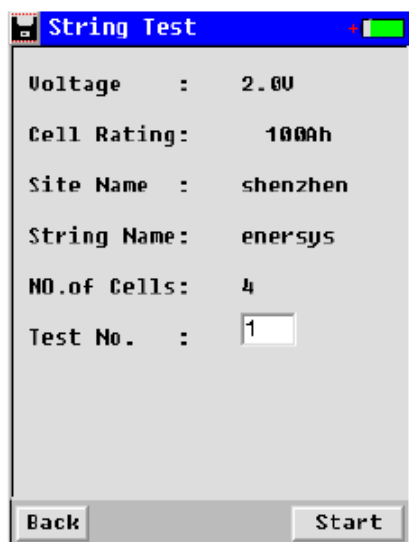 String Test
Voltage : 2.0V
Cell Rating: 100Ah
Site Name : shenzhen
String Name: enersys
NO.of Cells: 4
Test No. : 1
Back Start